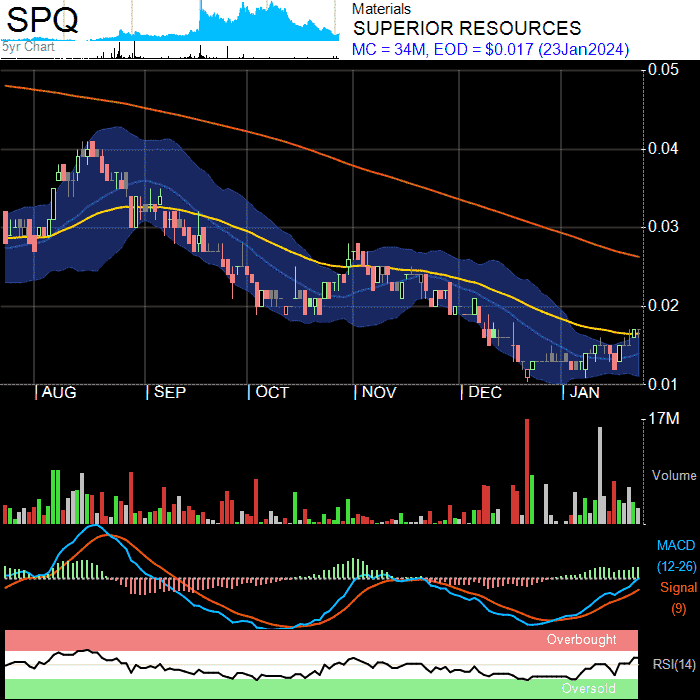 SPQ
5yr Chart
Materials
SUPERIOR RESOURCES
MC = 34M, EOD = $0.017 (23Jan2024)
0.05
0.04
0.03
0.02
0.01
| AUG | SEP | OCT | NOV | DEC | JAN
17M
Volume
MACD
(12-26)
Signal
(9)
Overbought
RSI(14)
Oversold